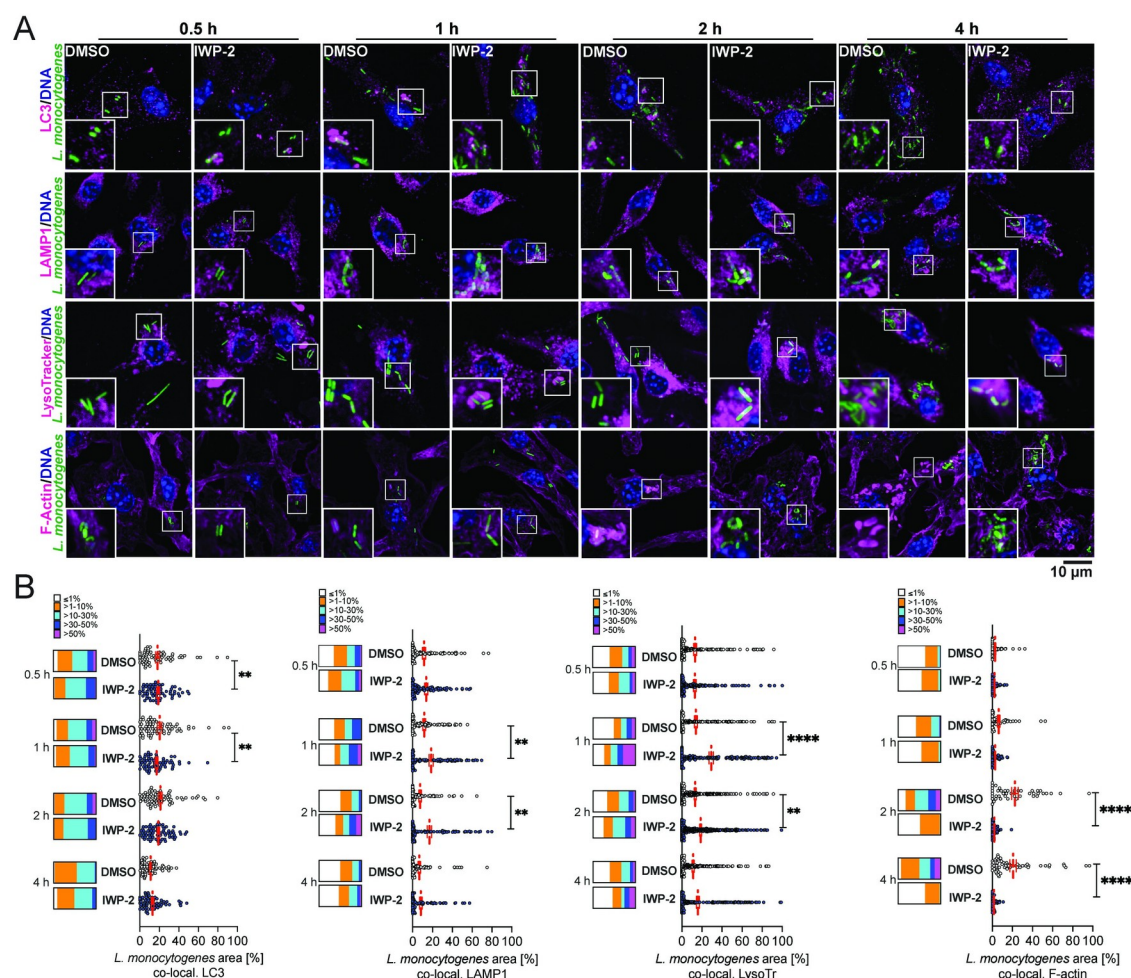 A
0.5 h 1 h 2 h 4 h
DMSO IWP-2 DMSO IWP-2 DMSO IWP-2 DMSO IWP-2
LC3/DNA
L. monocytogenes
LAMP1/DNA
L. monocytogenes
LysoTracker/DNA
L. monocytogenes
F-Actin/DNA
L. monocytogenes
10 µm
B
≤1%
>1-10%
>10-30%
>30-50%
>50%
0.5 h
DMSO
IWP-2
**
1 h
DMSO
IWP-2
**
2 h
DMSO
IWP-2
4 h
DMSO
IWP-2
0 20 40 60 80 100
L. monocytogenes area [%]
co-local. LC3
≤1%
>1-10%
>10-30%
>30-50%
>50%
0.5 h
DMSO
IWP-2
1 h
DMSO
IWP-2
**
2 h
DMSO
IWP-2
**
4 h
DMSO
IWP-2
0 20 40 60 80 100
L. monocytogenes area [%]
co-local. LAMP1
≤1%
>1-10%
>10-30%
>30-50%
>50%
0.5 h
DMSO
IWP-2
1 h
DMSO
IWP-2
****
2 h
DMSO
IWP-2
**
4 h
DMSO
IWP-2
0 20 40 60 80 100
L. monocytogenes area [%]
co-local. LysoTr
≤1%
>1-10%
>10-30%
>30-50%
>50%
0.5 h
DMSO
IWP-2
1 h
DMSO
IWP-2
2 h
DMSO
IWP-2
****
4 h
DMSO
IWP-2
****
0 20 40 60 80 100
L. monocytogenes area [%]
co-local. F-actin